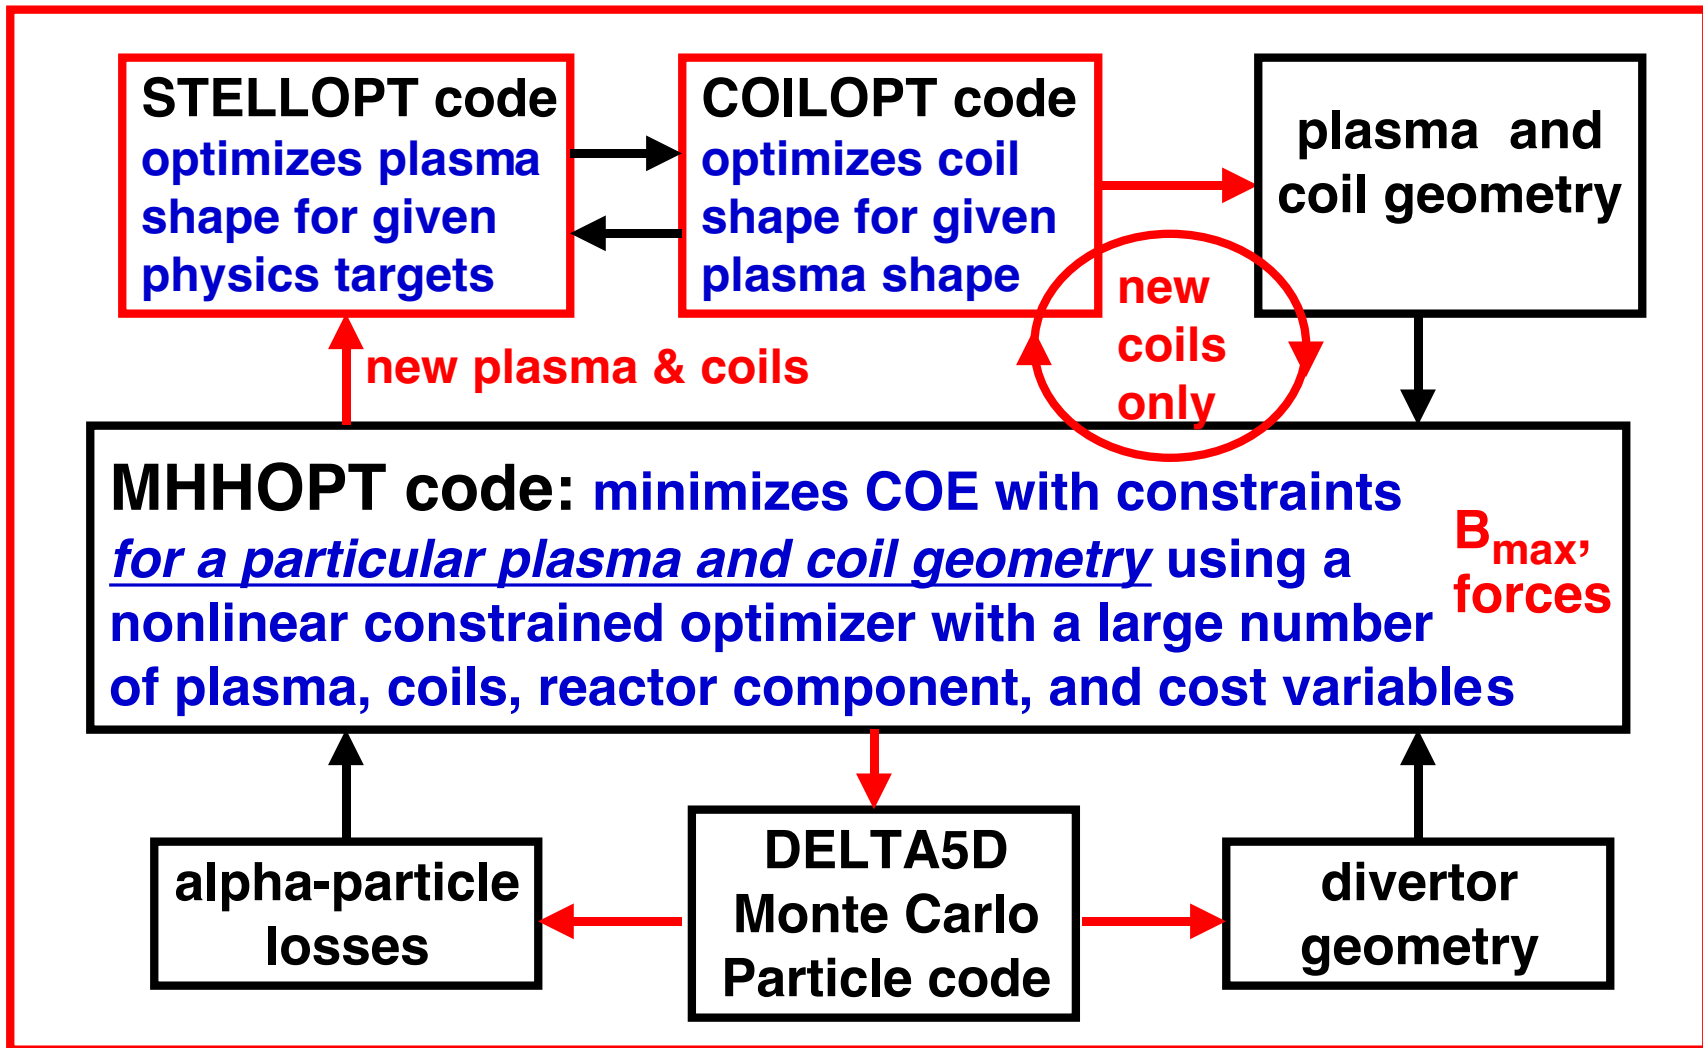 STELLOPT code
optimizes plasma
shape for given
physics targets
COILOPT code
optimizes coil
shape for given
plasma shape
plasma and
coil geometry
new plasma & coils
new
coils
only
MHHOPT code: minimizes COE with constraints
for a particular plasma and coil geometry using a
nonlinear constrained optimizer with a large number
of plasma, coils, reactor component, and cost variables
Bmax,
forces
alpha-particle
losses
DELTA5D
Monte Carlo
Particle code
divertor
geometry